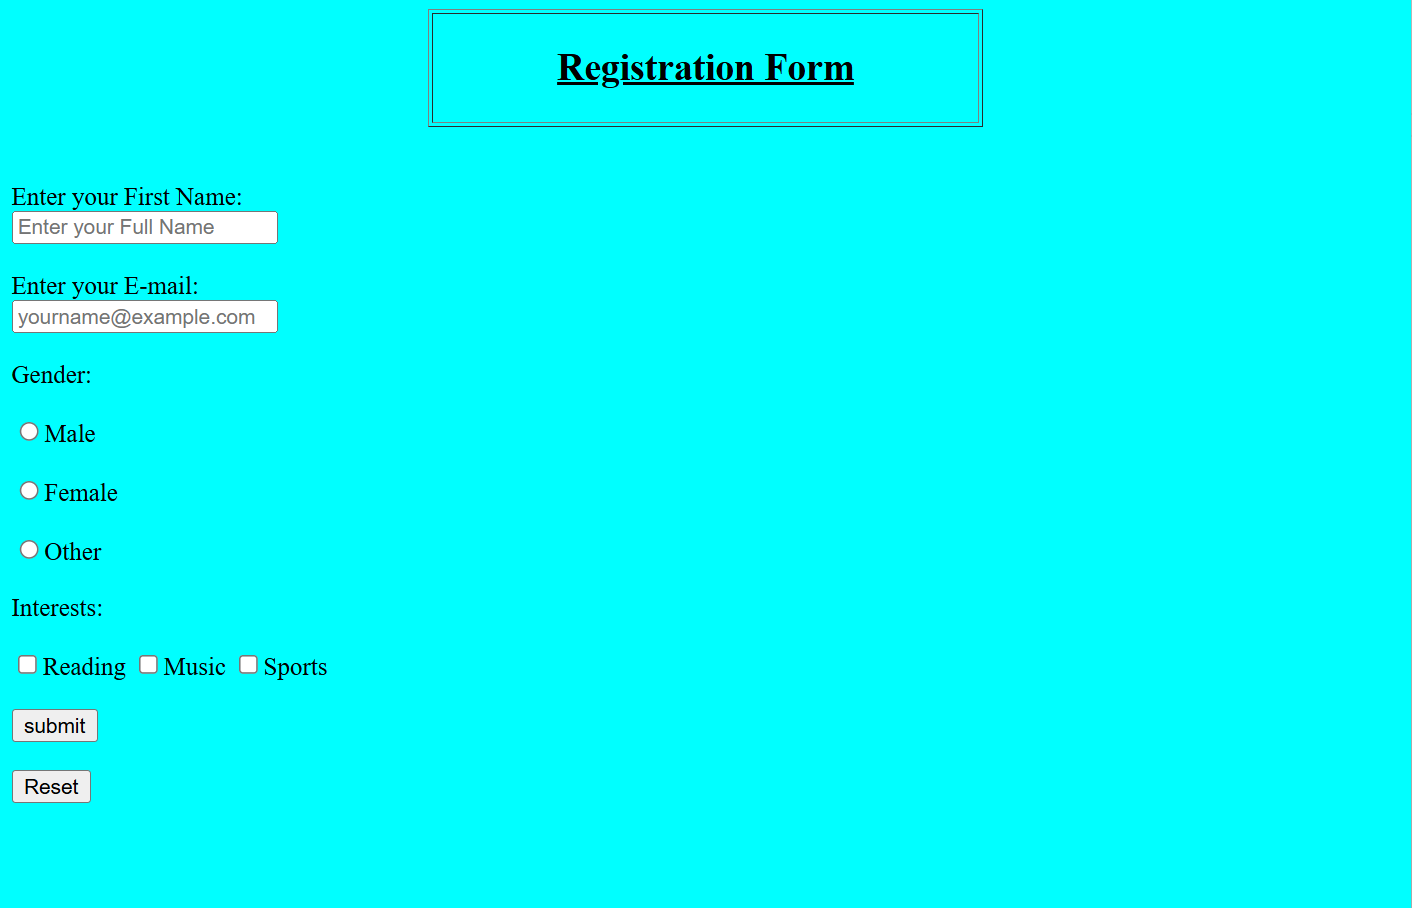 Registration Form
Enter your First Name:
Enter your Full Name
Enter your E-mail:
yourname@example.com
Gender:
Male
Female
Other
Interests:
Reading Music Sports
submit
Reset